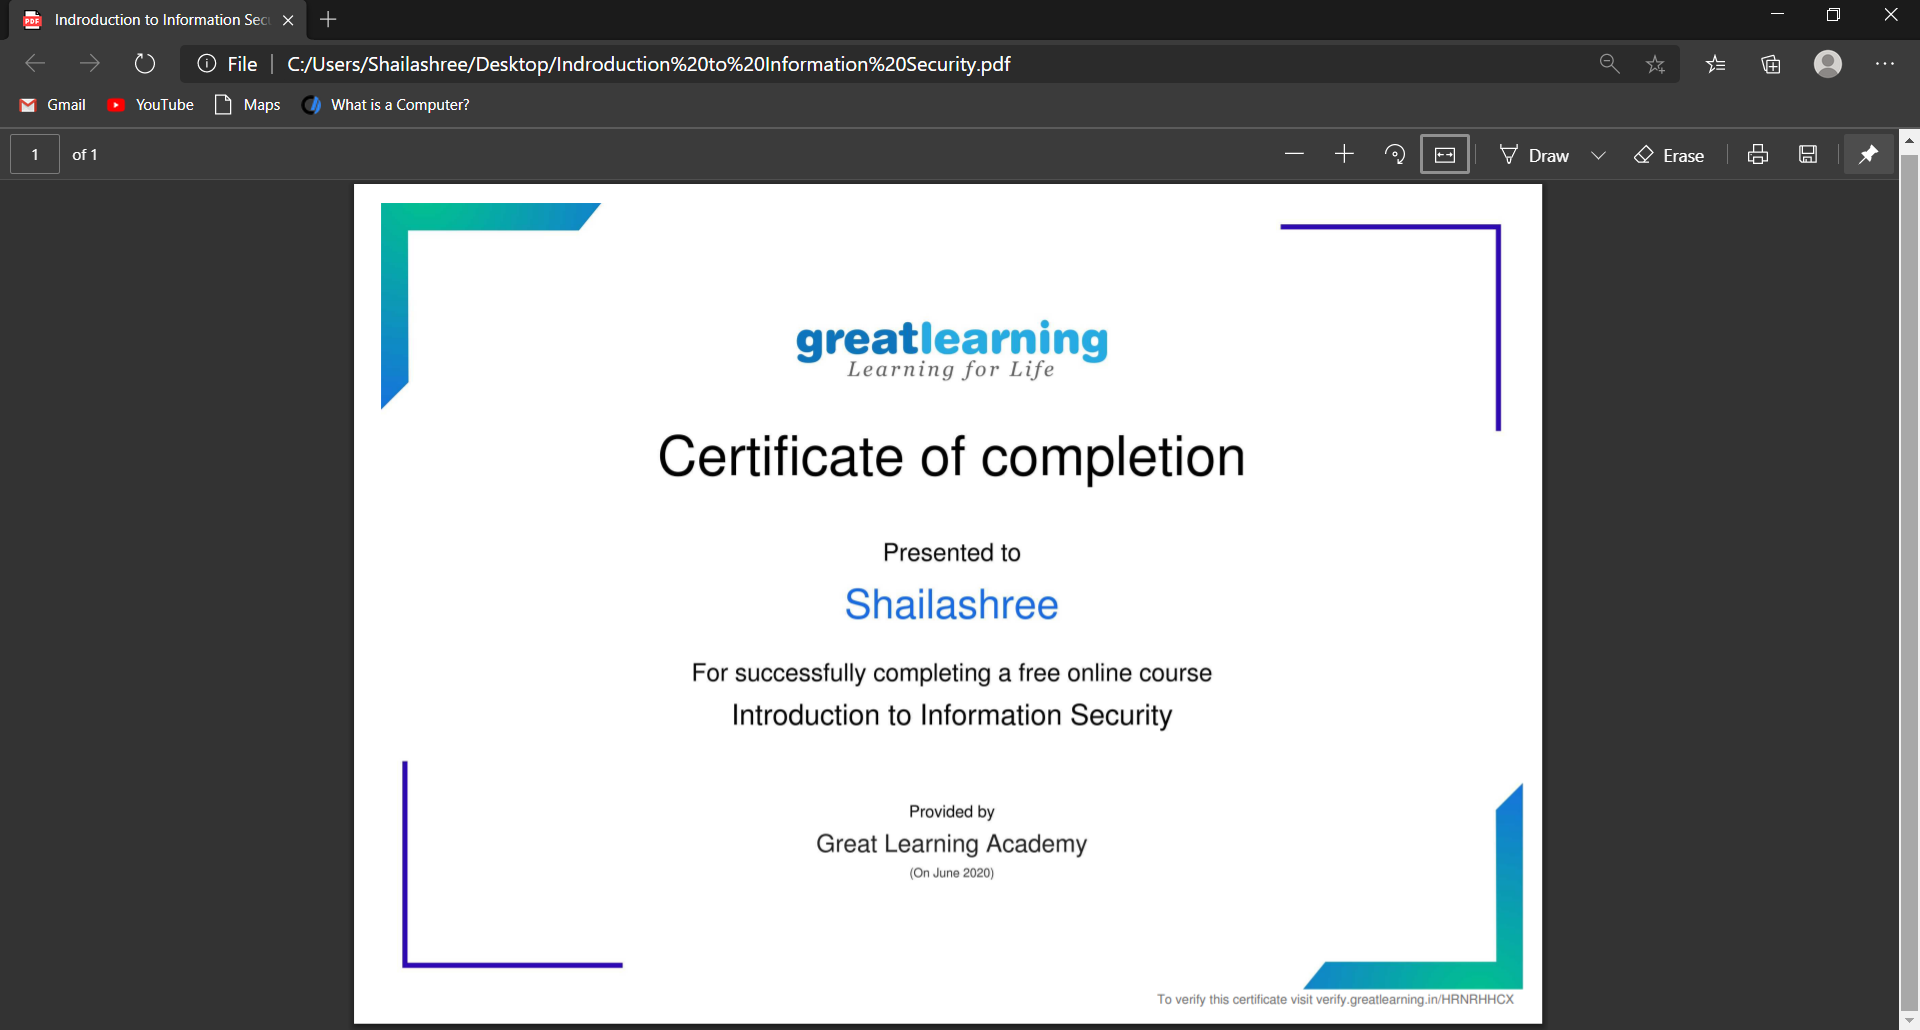 Indroduction to Information Sec
File
C:/Users/Shailashree/Desktop/Indroduction%20to%20Information%20Security.pdf
Gmail
YouTube
Maps
What is a Computer?
1 of 1
Draw
Erase
greatlearning
Learning for Life
Certificate of completion
Presented to
Shailashree
For successfully completing a free online course
Introduction to Information Security
Provided by
Great Learning Academy
(On June 2020)
To verify this certificate visit verify.greatlearning.in/HRNRHHCX